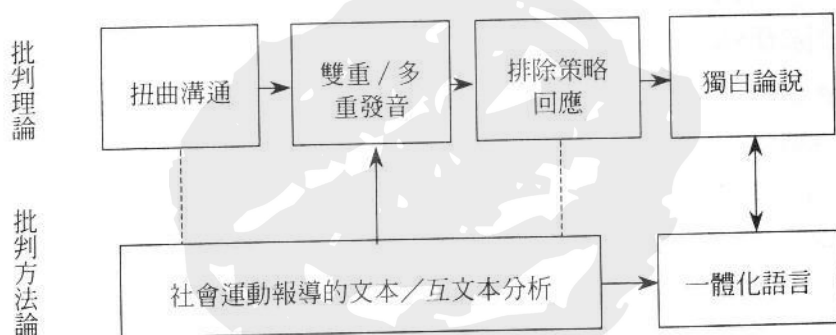 批判理論
扭曲溝通
雙重／多
重發音
排除策略
回應
獨白論說
批判方法論
社會運動報導的文本／互文本分析
一體化語言